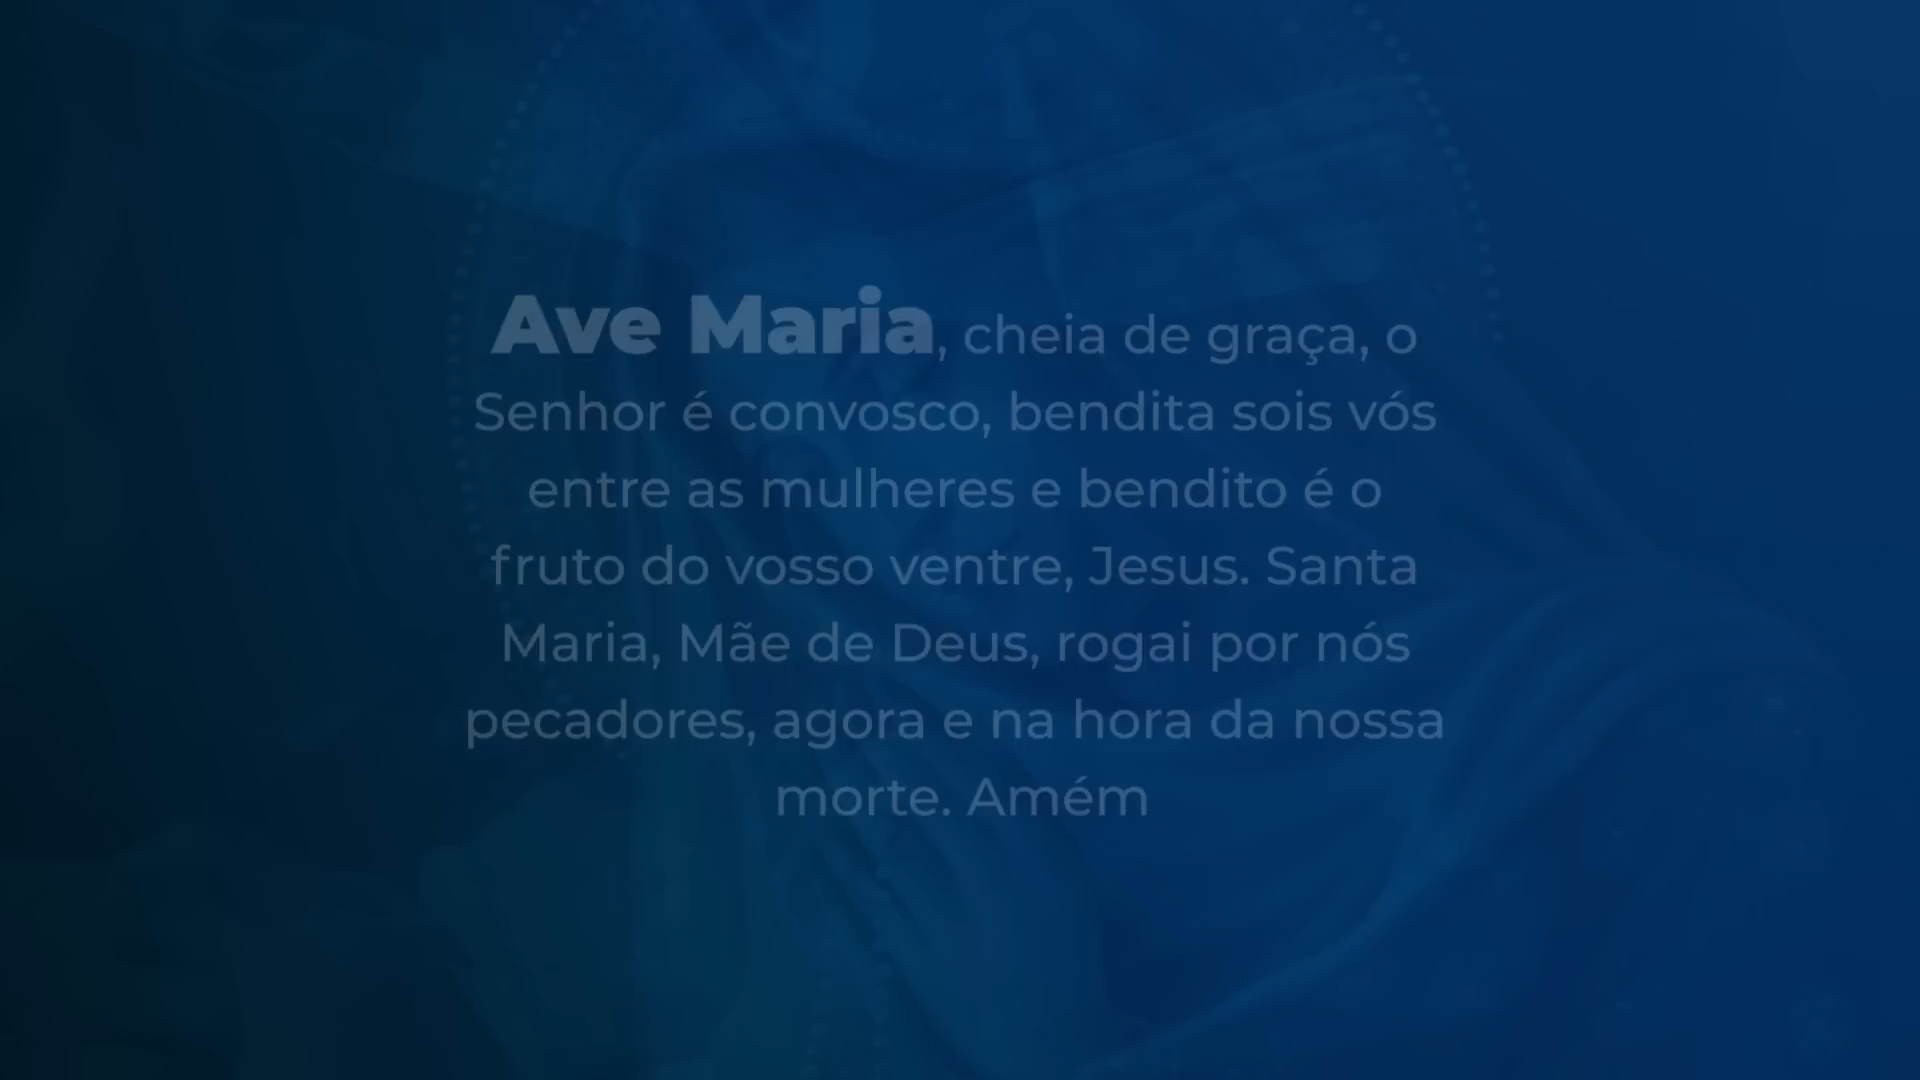 Ave Maria, cheia de graça, o
Senhor é convosco, bendita sois vós
entre as mulheres e bendito é o
fruto do vosso ventre, Jesus. Santa
Maria, Mãe de Deus, rogai por nós
pecadores, agora e na hora da nossa
morte. Amém